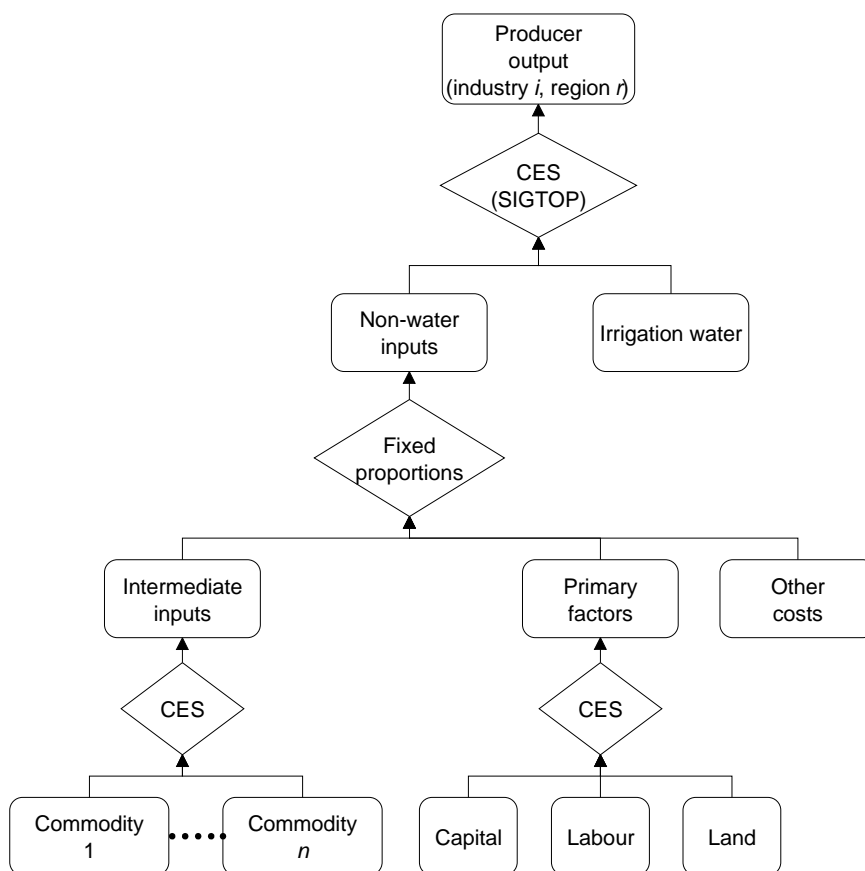 Producer
output
(industry i, region r)
CES
(SIGTOP)
Non-water
inputs
Irrigation water
Fixed
proportions
Intermediate
inputs
Primary
factors
Other
costs
CES
CES
Commodity
1
Commodity
n
Capital
Labour
Land